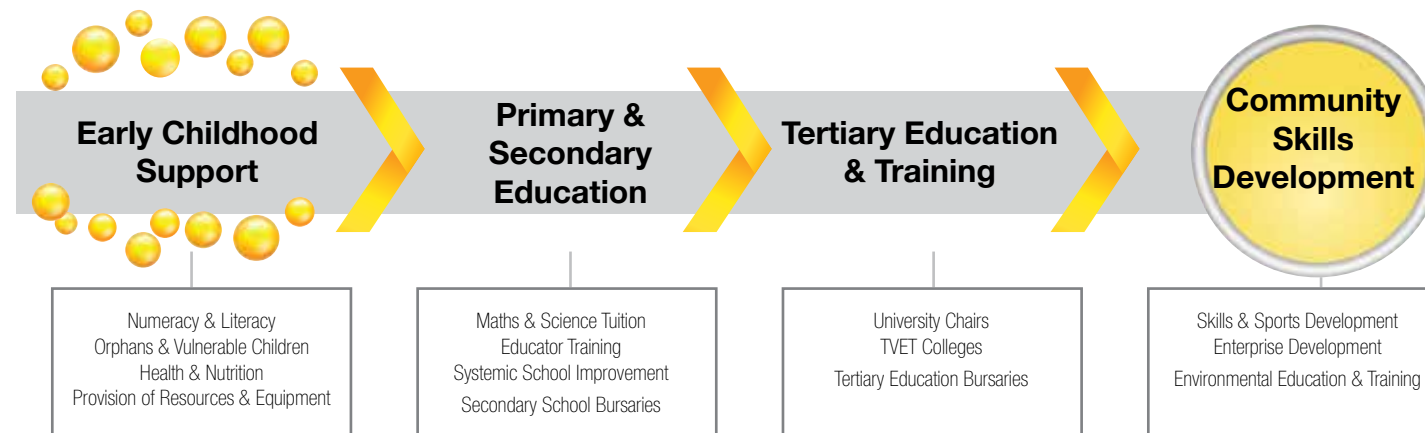 Early Childhood
Support
Primary &
Secondary
Education
Tertiary Education
& Training
Community
Skills
Development
Numeracy & Literacy
Orphans & Vulnerable Children
Health & Nutrition
Provision of Resources & Equipment
Maths & Science Tuition
Educator Training
Systemic School Improvement
Secondary School Bursaries
University Chairs
TVET Colleges
Tertiary Education Bursaries
Skills & Sports Development
Enterprise Development
Environmental Education & Training